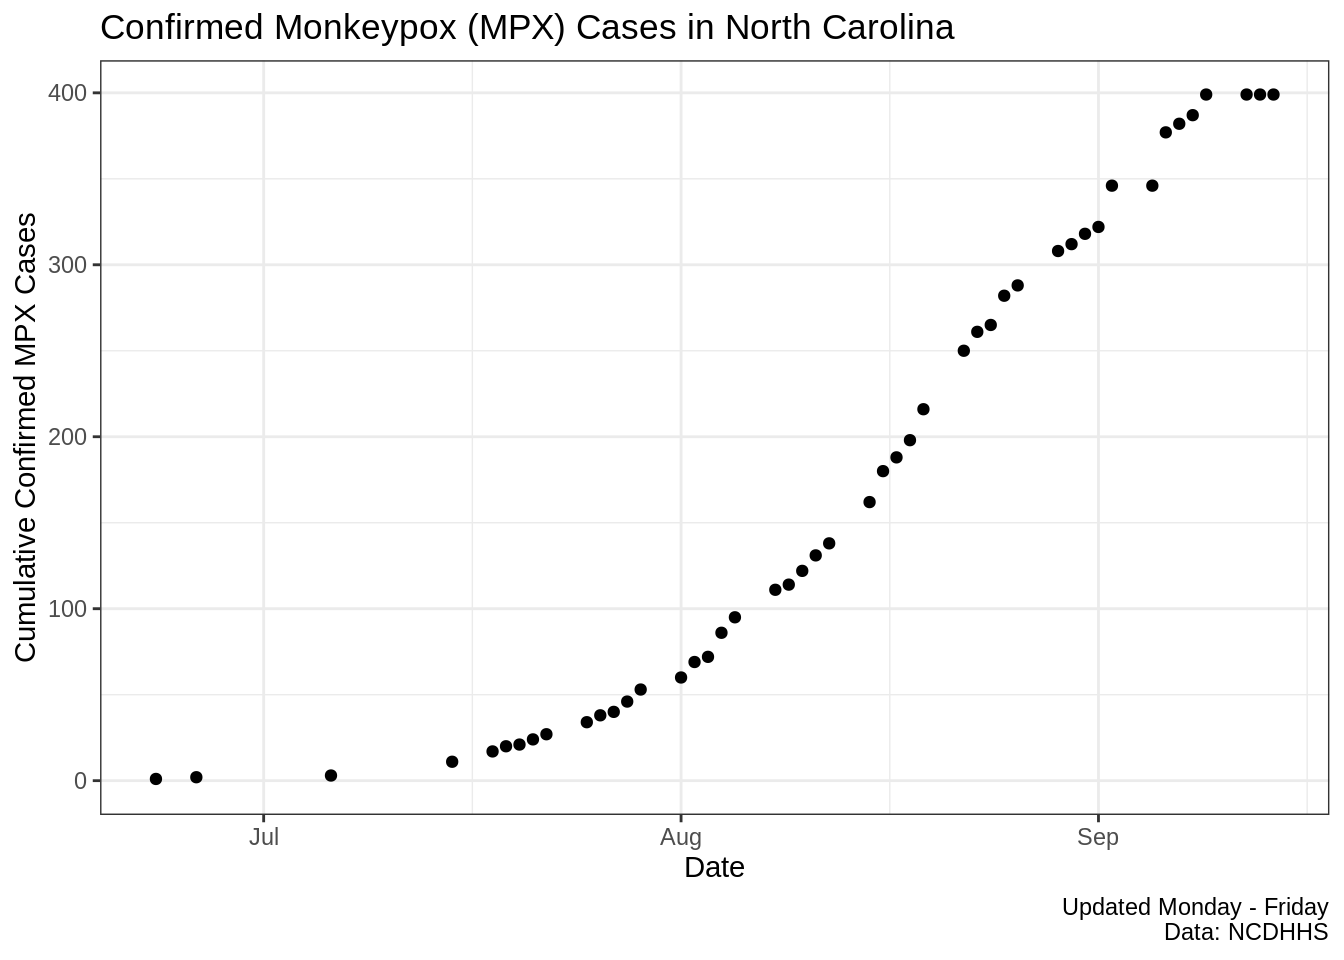 Confirmed Monkeypox (MPX) Cases in North Carolina
Cumulative Confirmed MPX Cases
400
300
200
100
0
Jul
Aug
Sep
Date
Updated Monday - Friday
Data: NCDHHS